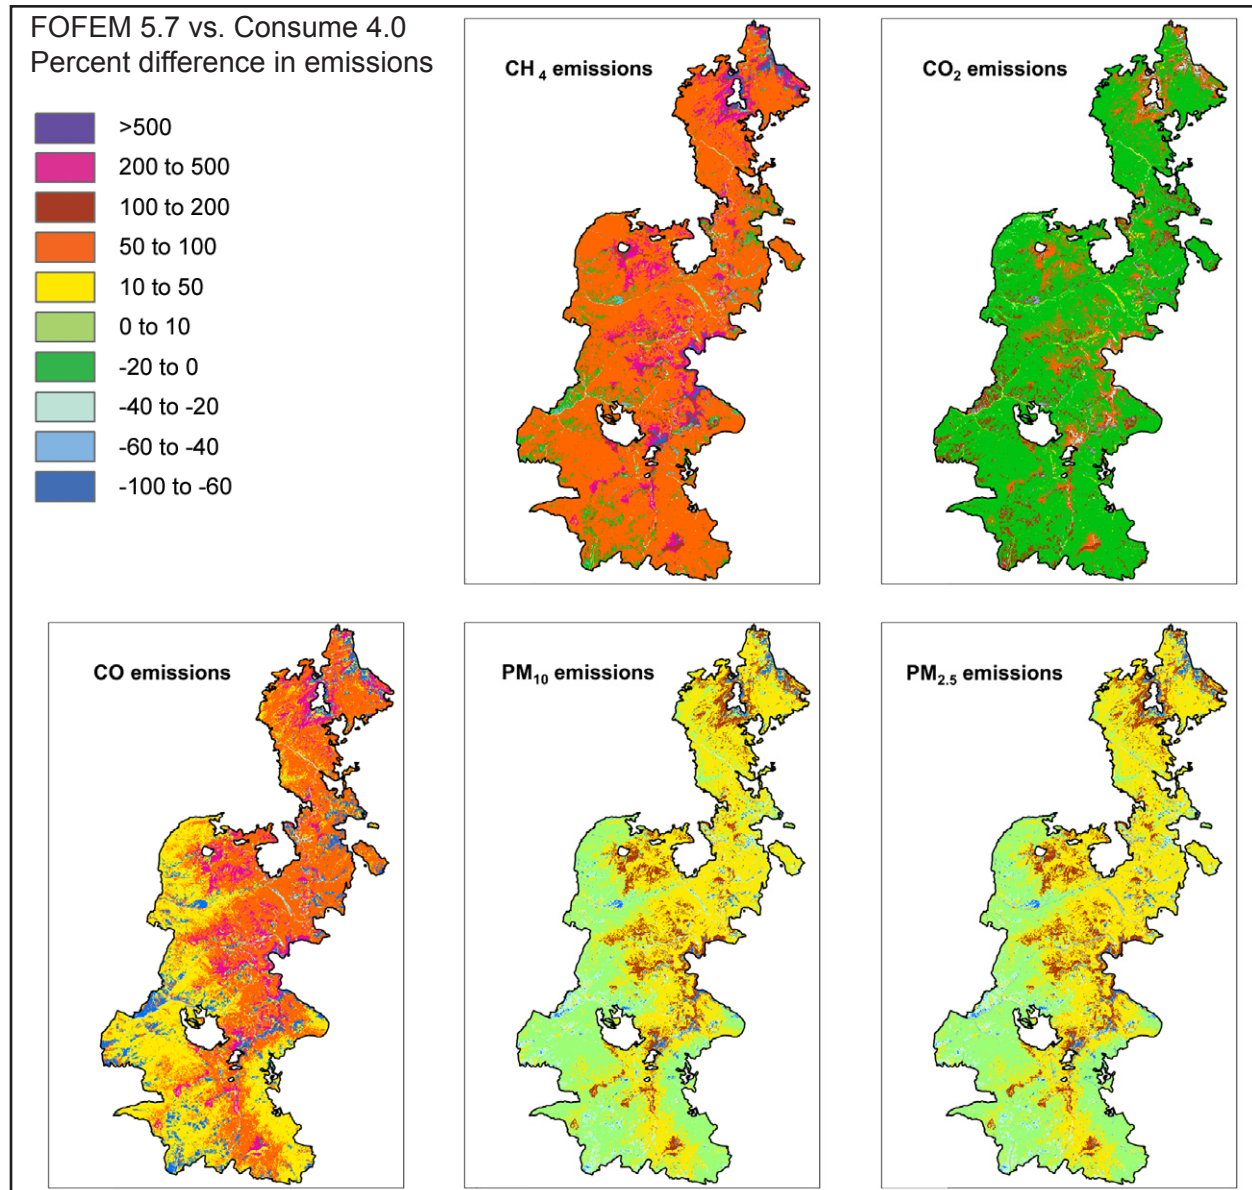 FOFEM 5.7 vs. Consume 4.0
Percent difference in emissions
>500
200 to 500
100 to 200
50 to 100
10 to 50
0 to 10
-20 to 0
-40 to -20
-60 to -40
-100 to -60
CH₄ emissions
CO₂ emissions
CO emissions
PM₁₀ emissions
PM₂.₅ emissions